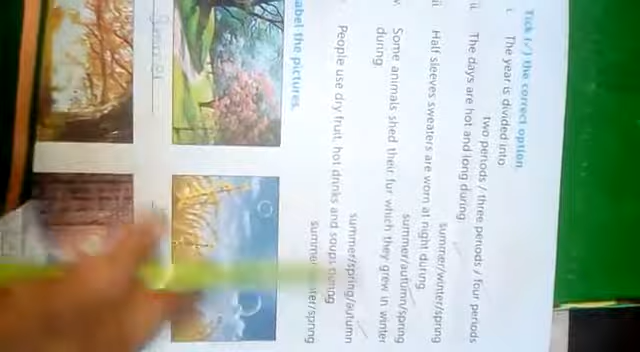 Tick (✓) the correct option
i. The year is divided into
two periods / three periods / four periods
ii. The days are hot and long during
summer/winter/spring
iii. Half sleeves sweaters are worn at night during
summer/autumn/spring
iv. Some animals shed their fur which they grew in winter
during
summer/spring/autumn
People use dry fruit, hot drinks and soups during
summer/ /spring
abel the pictures